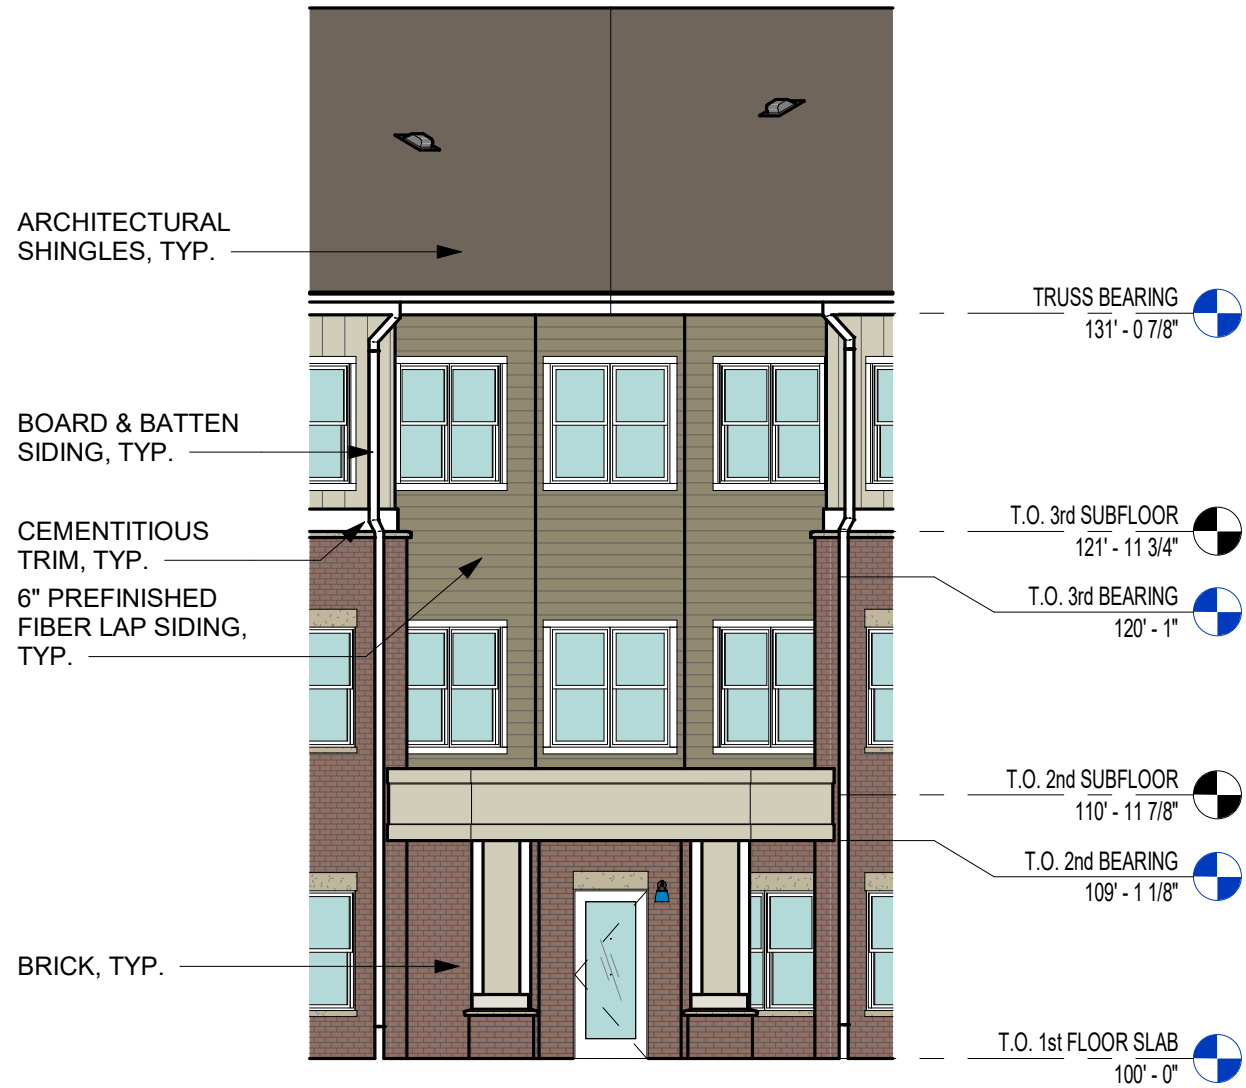 ARCHITECTURAL
SHINGLES, TYP.
BOARD & BATTEN
SIDING, TYP.
CEMENTITIOUS
TRIM, TYP.
6" PREFINISHED
FIBER LAP SIDING,
TYP.
BRICK, TYP.
TRUSS BEARING
131' - 0 7/8"
T.O. 3rd SUBFLOOR
121' - 11 3/4"
T.O. 3rd BEARING
120' - 1"
T.O. 2nd SUBFLOOR
110' - 11 7/8"
T.O. 2nd BEARING
109' - 1 1/8"
T.O. 1st FLOOR SLAB
100' - 0"